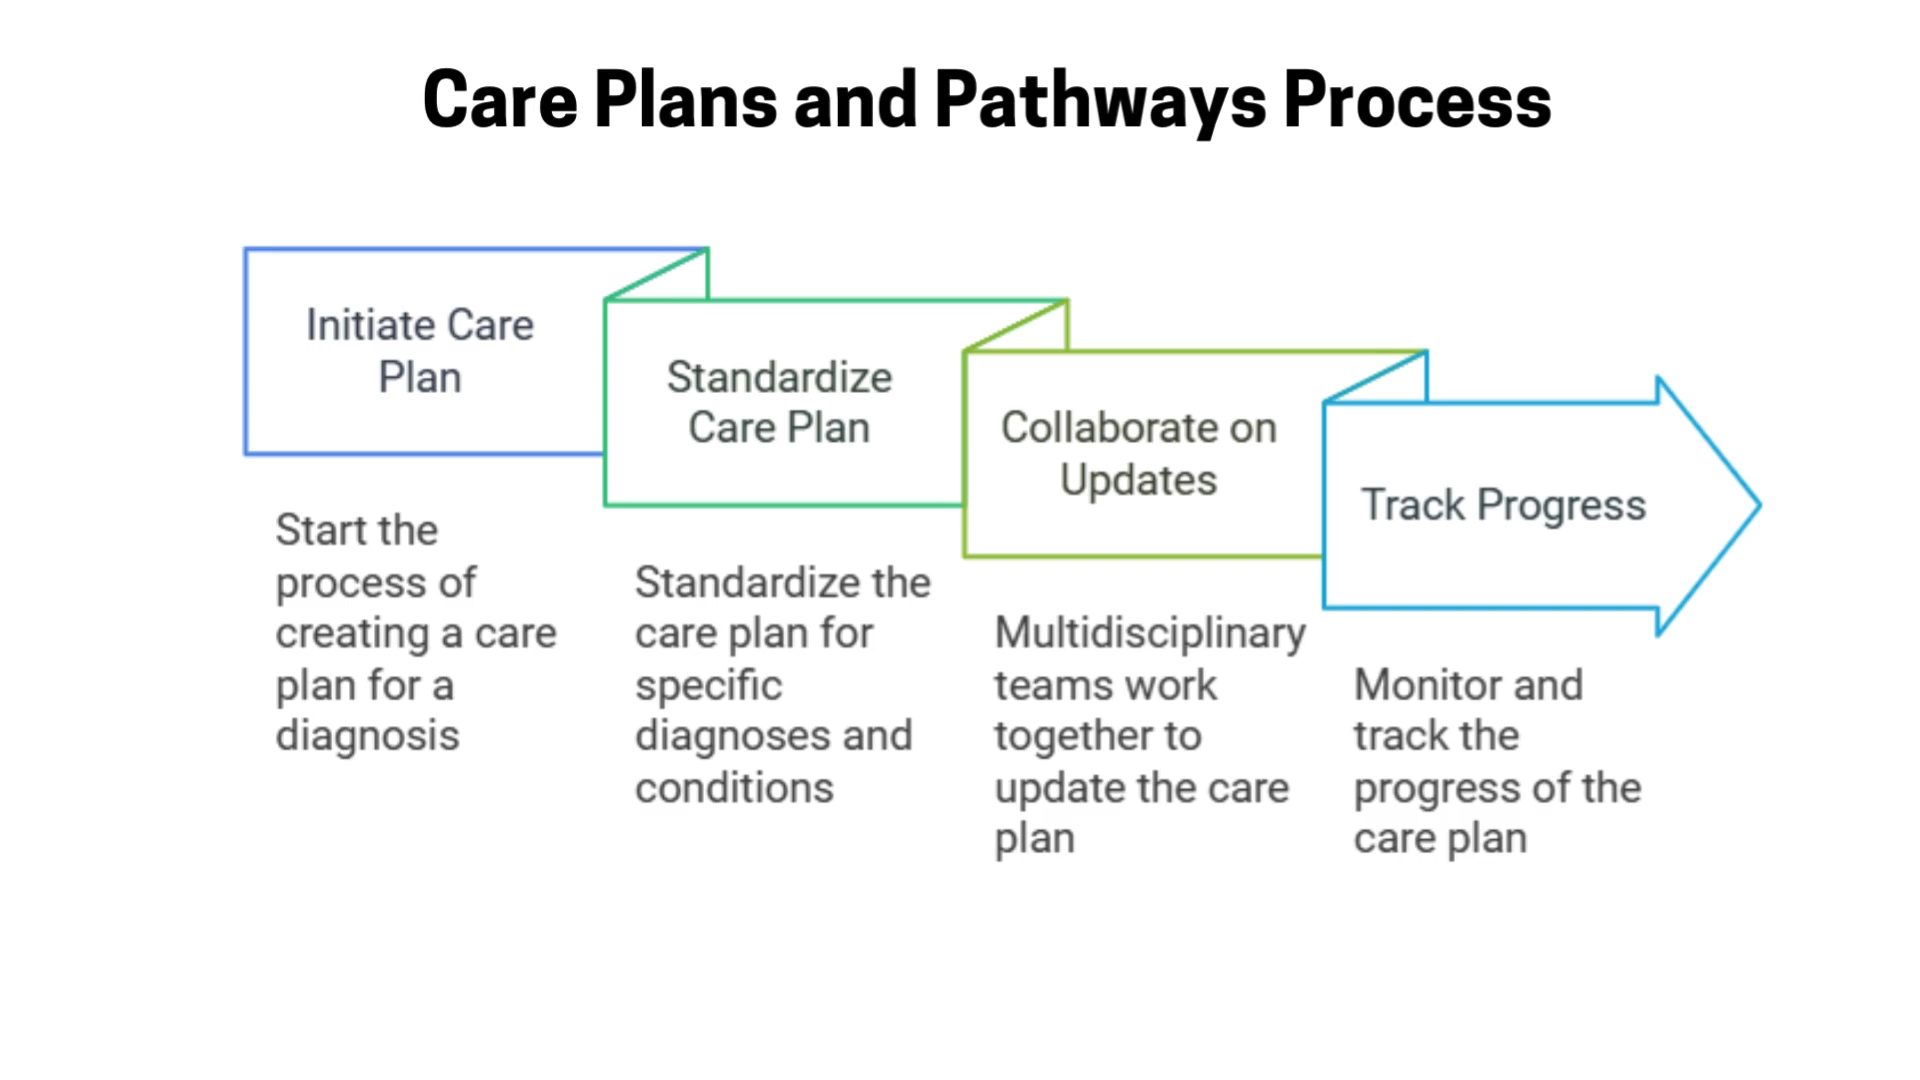 Care Plans and Pathways Process
Initiate Care
Plan
Start the
process of
creating a care
plan for a
diagnosis
Standardize
Care Plan
Standardize the
care plan for
specific
diagnoses and
conditions
Collaborate on
Updates
Multidisciplinary
teams work
together to
update the care
plan
Track Progress
Monitor and
track the
progress of the
care plan